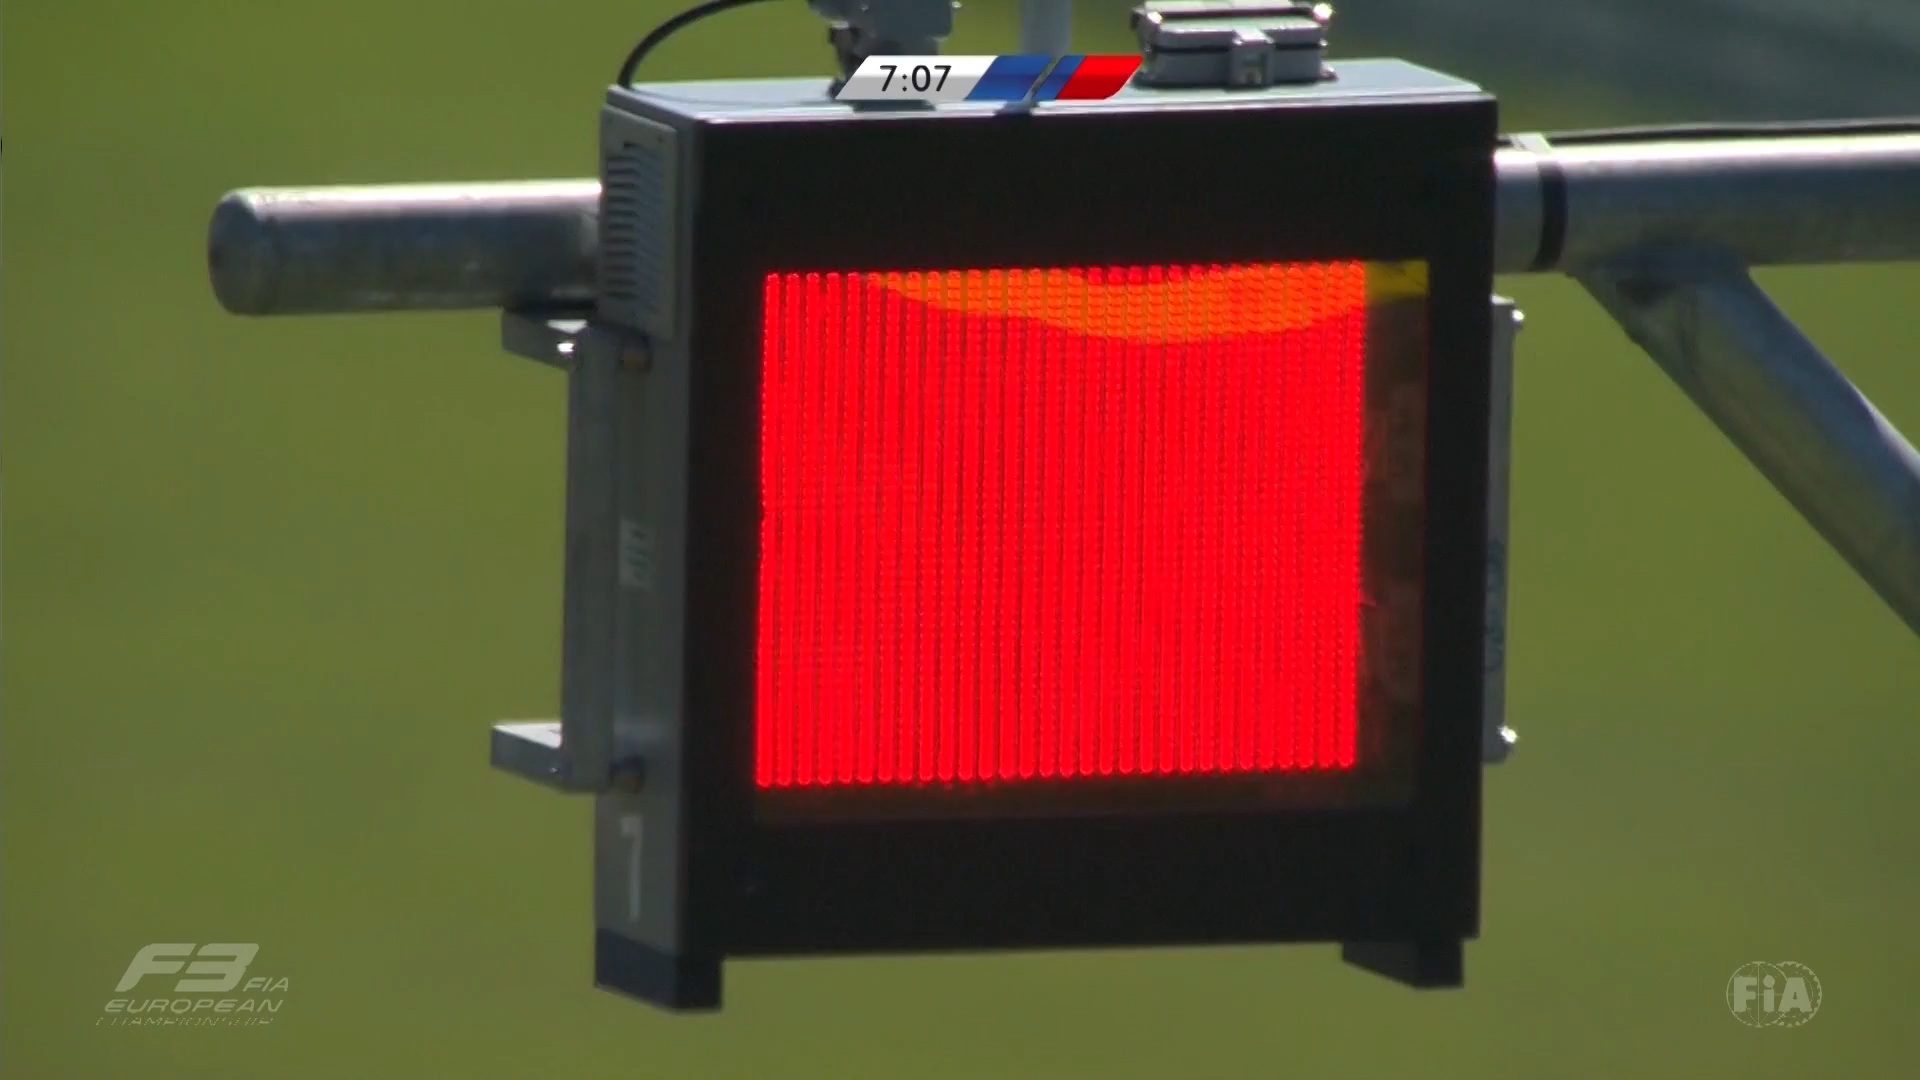 7:07
7
F3 FIA
EUROPEAN
CHAMPIONSHIP
FiA